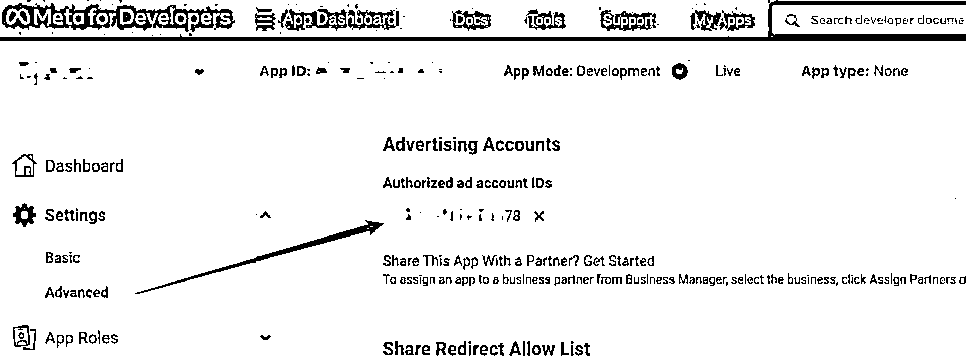 Meta for Developers App Dashboard Docs Tools Support My Apps Search developer docume
App ID: App Mode: Development Live App type: None
Advertising Accounts
Dashboard
Authorized ad account IDs
Settings
78 ×
Basic
Share This App With a Partner? Get Started
To assign an app to a business partner from Business Manager, select the business, click Assign Partners
Advanced
App Roles
Share Redirect Allow List